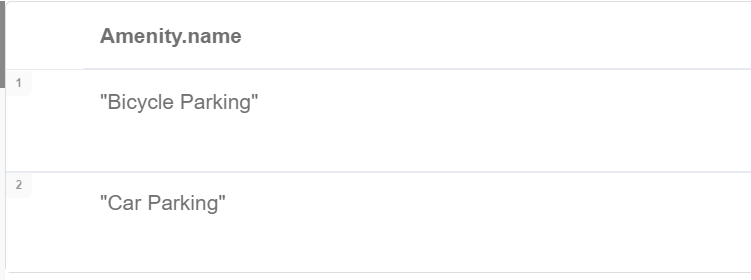 Amenity.name
1
"Bicycle Parking"
2
"Car Parking"